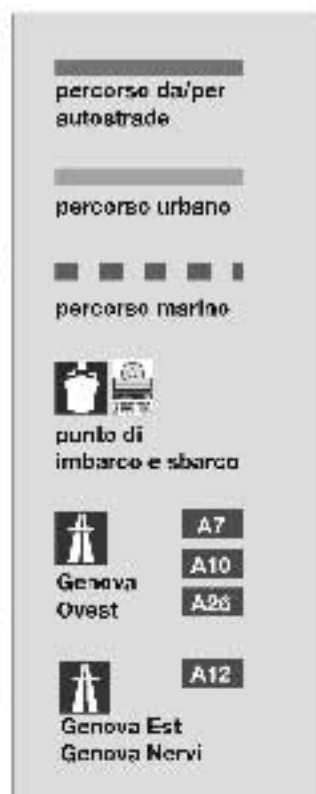 percorso da/per
autostrade
percorso urbano
percorso marino
punto di
imbarco e sbarco
A7
Genova
A10
Ovest
A26
A12
Genova Est
Genova Nervi